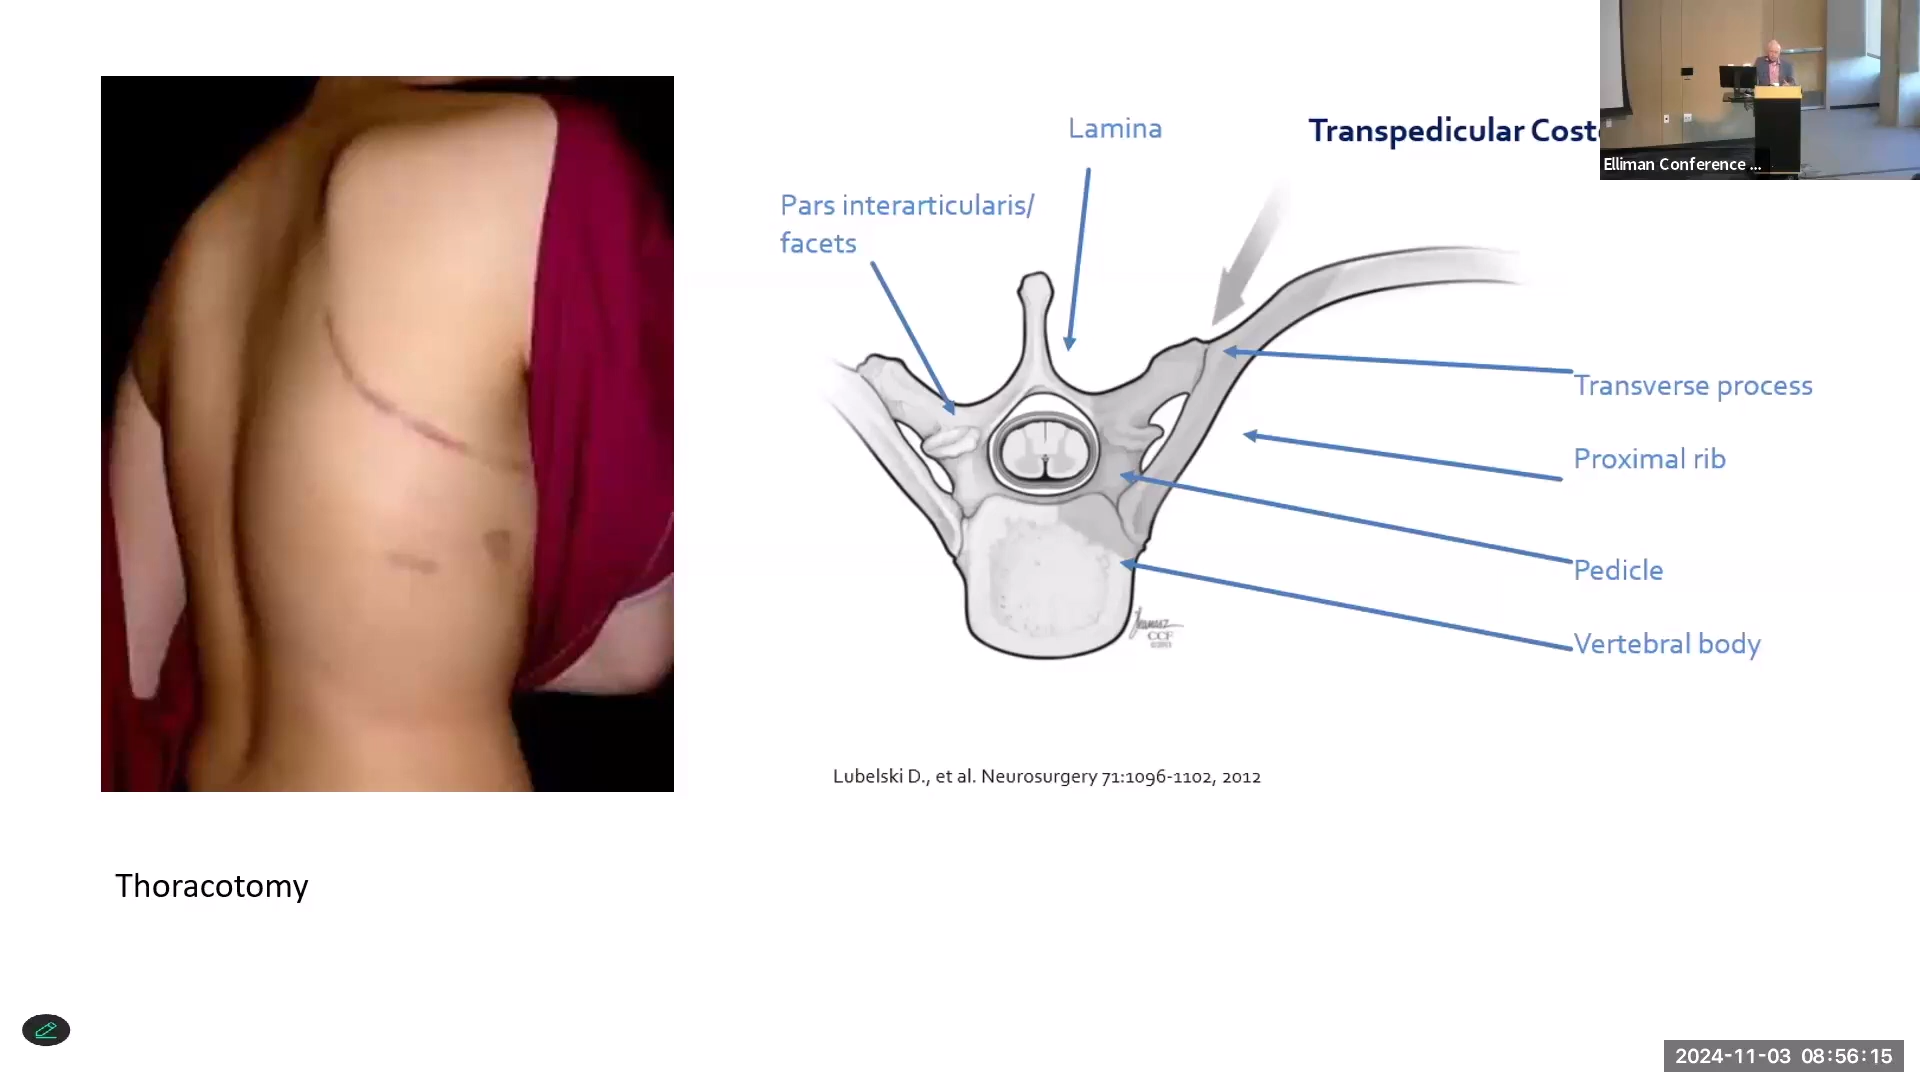 Lamina
Transpedicular
Elliman Conference ...
Pars interarticularis/
facets
Transverse process
Proximal rib
Pedicle
Vertebral body
CCF
Lubelski D., et al. Neurosurgery 71:1096-1102, 2012
Thoracotomy
2024-11-03 08:56:15